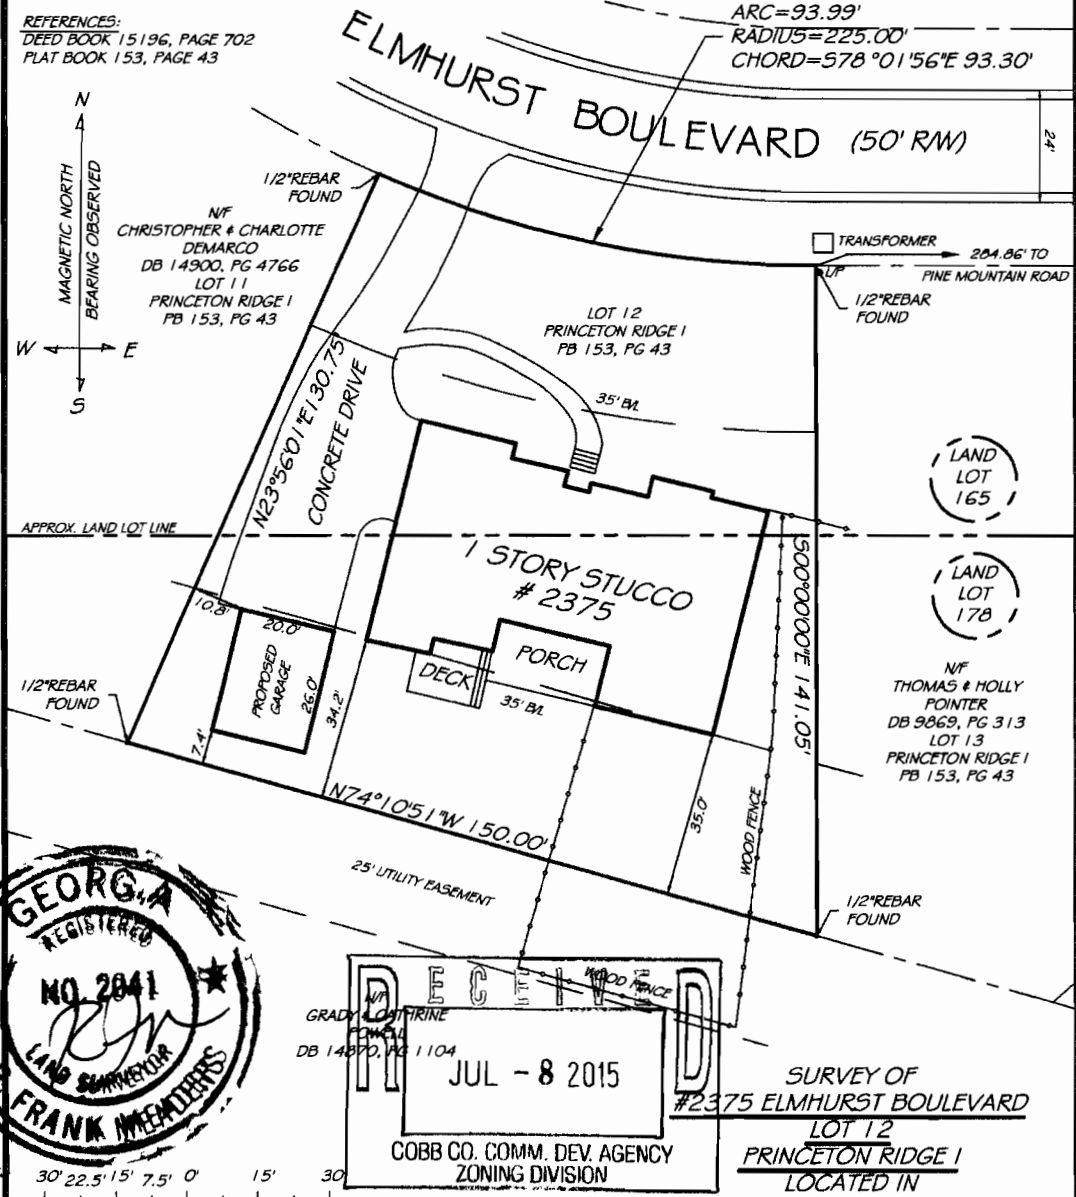 REFERENCES:
DEED BOOK 15196, PAGE 702
PLAT BOOK 153, PAGE 43
ARC=93.99'
RADIUS=225.00'
CHORD=S78°01'56"E 93.30'
ELMHURST BOULEVARD (50' R/W)
24'
N
W E
S
MAGNETIC NORTH
BEARING OBSERVED
1/2"REBAR
FOUND
N/F
CHRISTOPHER & CHARLOTTE
DEMARCO
DB 14900, PG 4766
LOT 11
PRINCETON RIDGE I
PB 153, PG 43
TRANSFORMER
284.86' TO
PINE MOUNTAIN ROAD
L/P
1/2"REBAR
FOUND
LOT 12
PRINCETON RIDGE I
PB 153, PG 43
35' B/L
N23°56'01"E 130.75
CONCRETE DRIVE
LAND
LOT
165
APPROX. LAND LOT LINE
1 STORY STUCCO
# 2375
S00°00'00"E 141.05'
LAND
LOT
178
10.8'
20.0'
PROPOSED
GARAGE
26.0'
34.2'
7.4'
DECK
PORCH
35' B/L
N/F
THOMAS & HOLLY
POINTER
DB 9869, PG 313
LOT 13
PRINCETON RIDGE I
PB 153, PG 43
1/2"REBAR
FOUND
N74°10'51"W 150.00'
35.0'
WOOD FENCE
25' UTILITY EASEMENT
1/2"REBAR
FOUND
GEORGIA
REGISTERED
NO. 2041
LAND SURVEYOR
FRANK
WOOD FENCE
N/F
GRADY & CATHRINE
POWELL
DB 14870, PG 1104
RECEIVED
JUL - 8 2015
COBB CO. COMM. DEV. AGENCY
ZONING DIVISION
SURVEY OF
#2375 ELMHURST BOULEVARD
LOT 12
PRINCETON RIDGE I
LOCATED IN
30' 22.5' 15' 7.5' 0' 15' 30